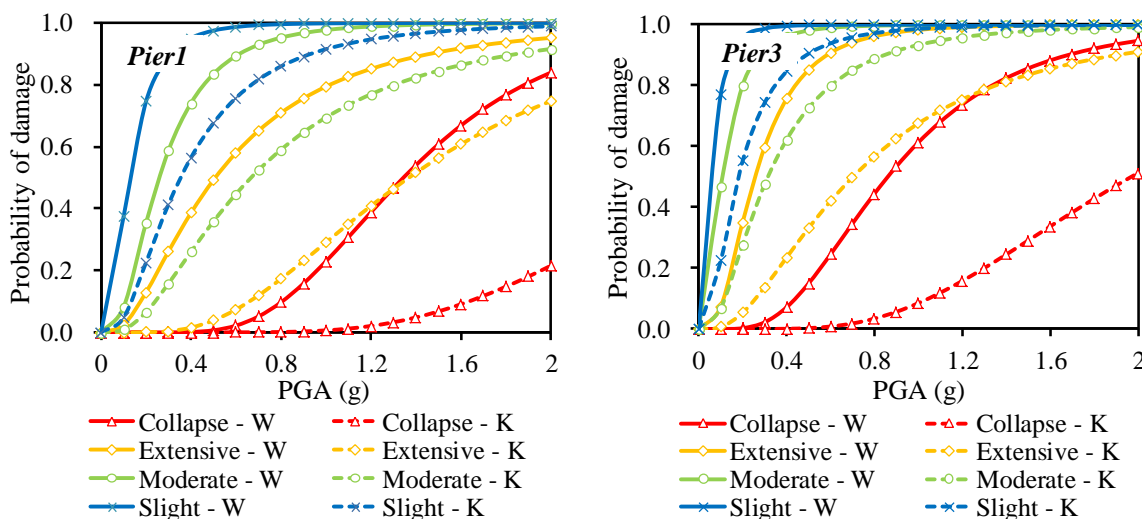 Pier1
Probability of damage
1.0
0.8
0.6
0.4
0.2
0.0
0 0.4 0.8 1.2 1.6 2
PGA (g)
Collapse - W Collapse - K
Extensive - W Extensive - K
Moderate - W Moderate - K
Slight - W Slight - K
Pier3
Probability of damage
1.0
0.8
0.6
0.4
0.2
0.0
0 0.4 0.8 1.2 1.6 2
PGA (g)
Collapse - W Collapse - K
Extensive - W Extensive - K
Moderate - W Moderate - K
Slight - W Slight - K